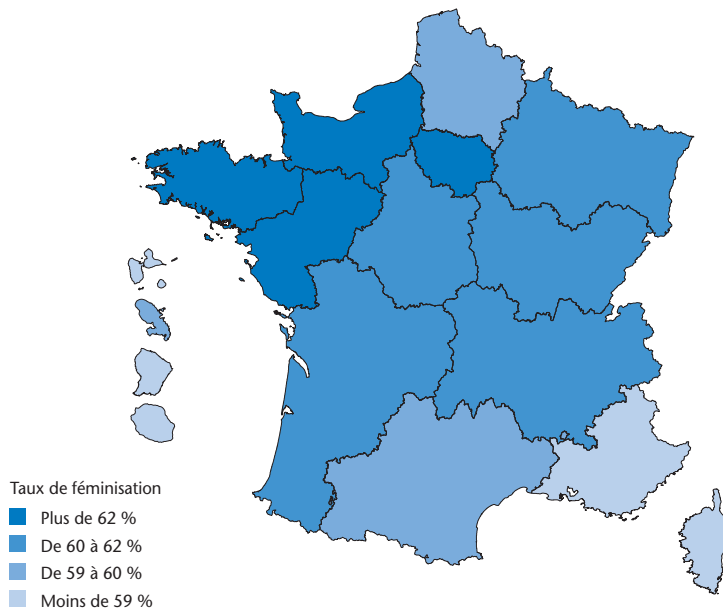 Taux de féminisation
Plus de 62 %
De 60 à 62 %
De 59 à 60 %
Moins de 59 %